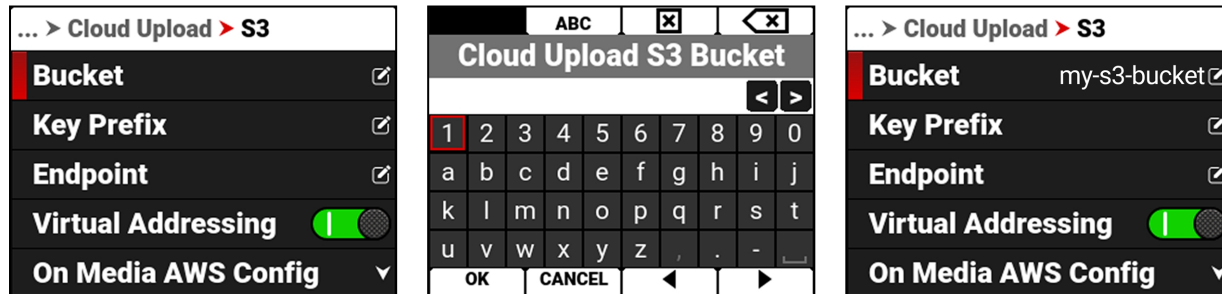 ... > Cloud Upload > S3
Bucket
Key Prefix
Endpoint
Virtual Addressing
On Media AWS Config
ABC
Cloud Upload S3 Bucket
< >
1 2 3 4 5 6 7 8 9 0
a b c d e f g h i j
k l m n o p q r s t
u v w x y z , . -
OK CANCEL
... > Cloud Upload > S3
Bucket my-s3-bucket
Key Prefix
Endpoint
Virtual Addressing
On Media AWS Config